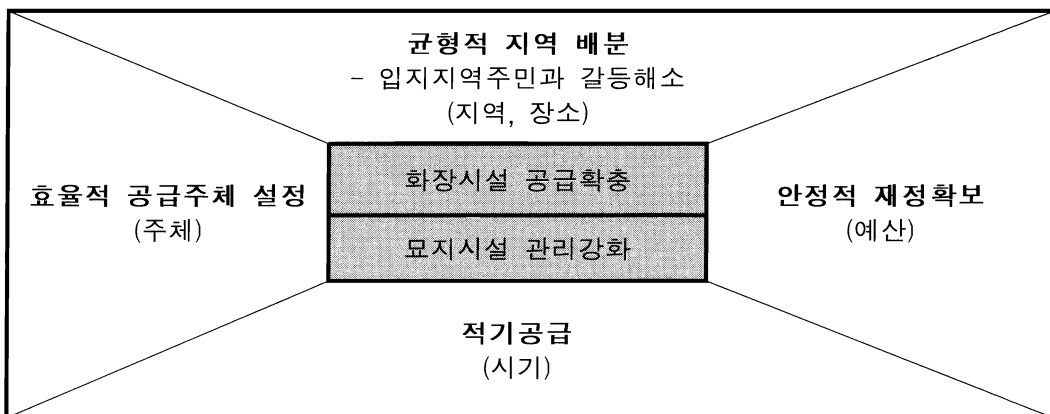 균형적 지역 배분
- 입지지역주민과 갈등해소
(지역, 장소)
화장시설 공급확충
효율적 공급주체 설정
(주체)
안정적 재정확보
(예산)
묘지시설 관리강화
적기공급
(시기)